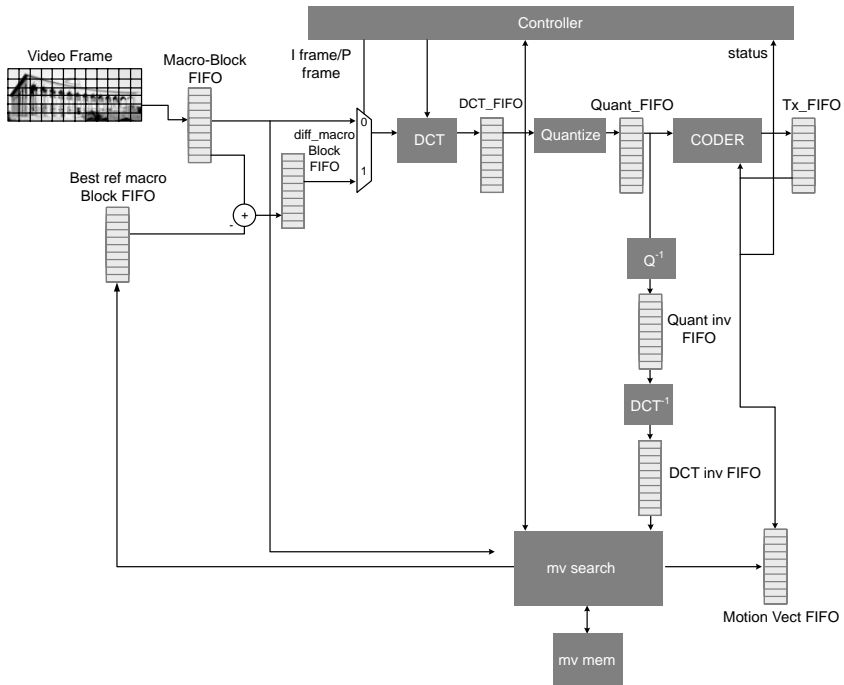 Controller
I frame/P
frame
status
Video Frame
Macro-Block
FIFO
DCT_FIFO
Quant_FIFO
Tx_FIFO
diff_macro
Block
FIFO
0
1
DCT
Quantize
CODER
Best ref macro
Block FIFO
+
-
Q-1
Quant inv
FIFO
DCT-1
DCT inv FIFO
mv search
Motion Vect FIFO
mv mem